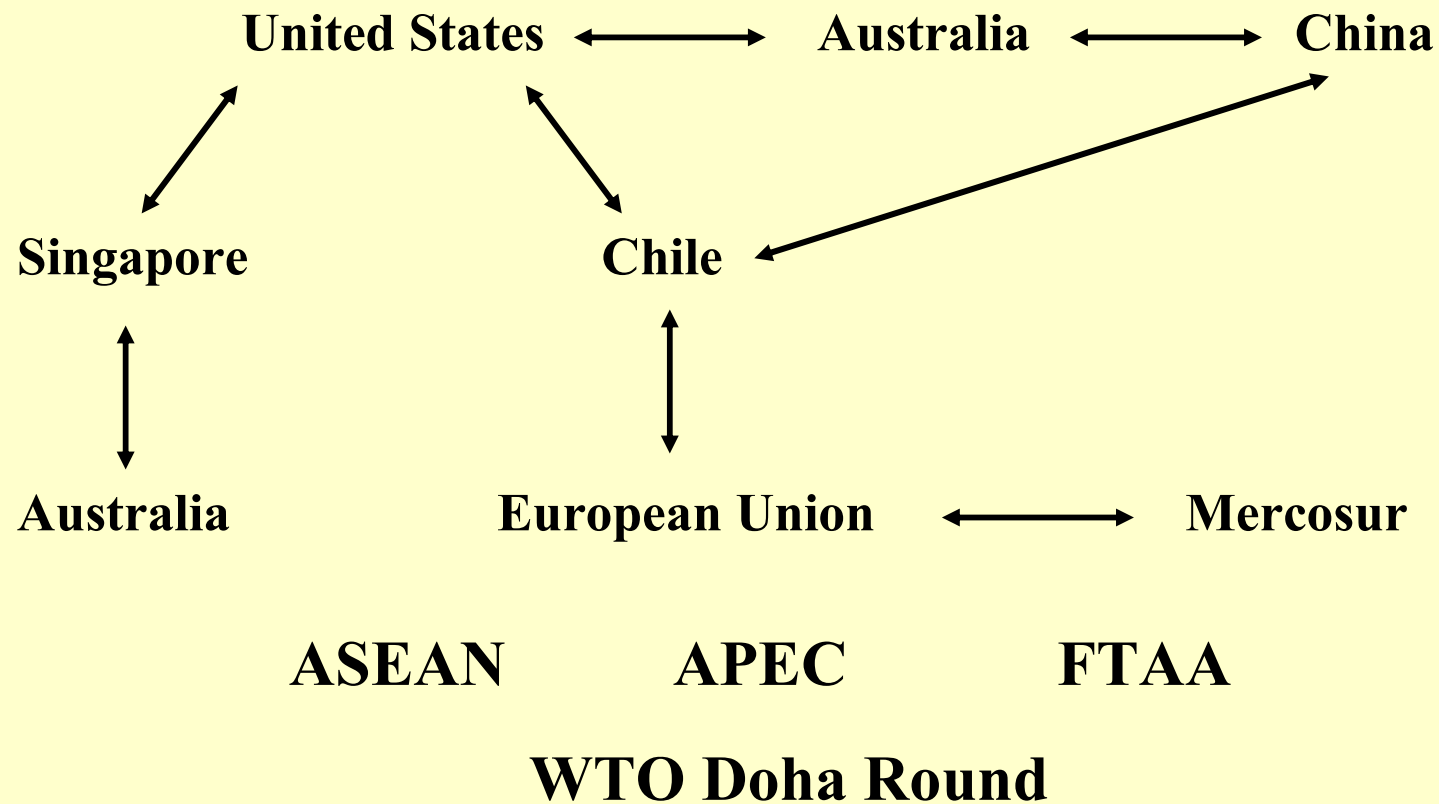 United States Australia China
Singapore Chile
Australia European Union Mercosur
ASEAN APEC FTAA
WTO Doha Round